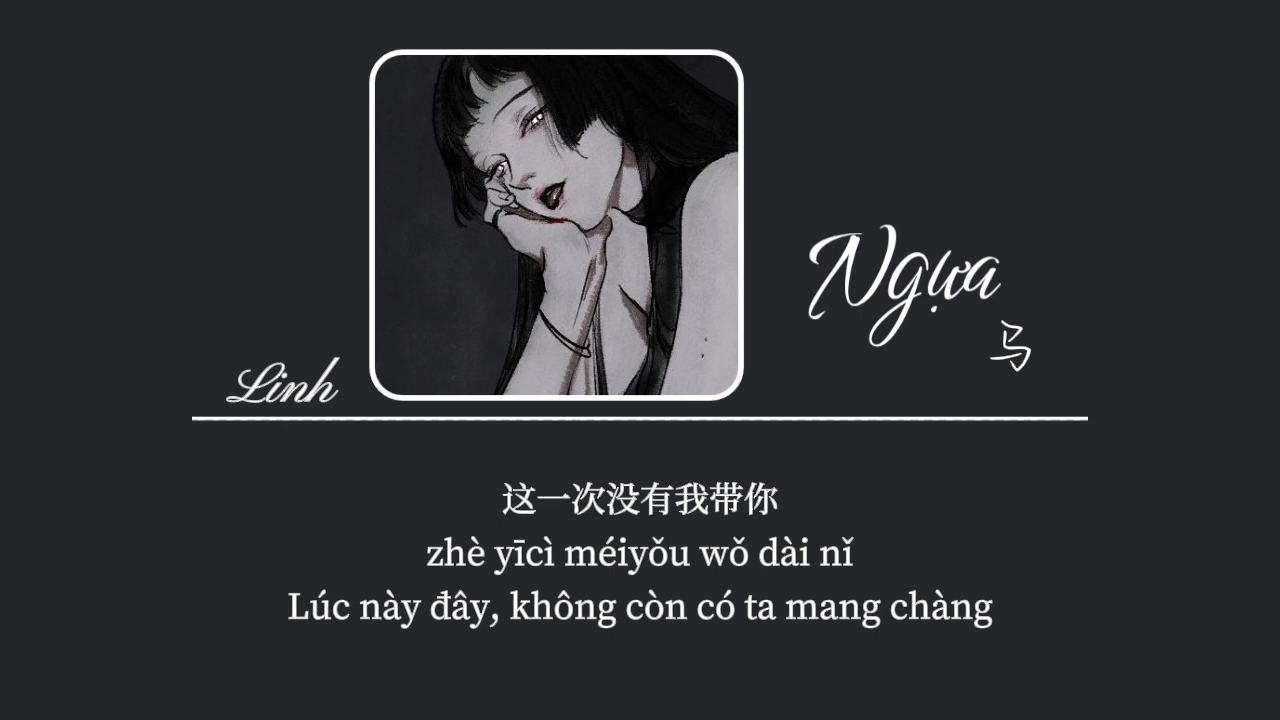 Linh
Ngựa
马
这一次没有我带你
zhè yīcì méiyǒu wǒ dài nǐ
Lúc này đây, không còn có ta mang chàng